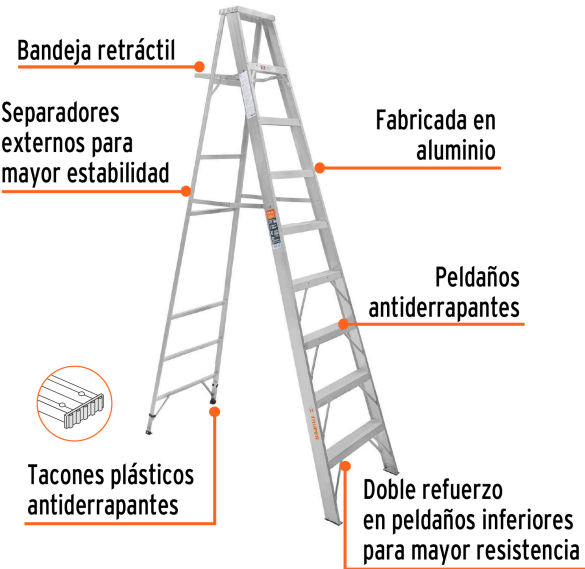 Bandeja retráctil
Separadores
externos para
mayor estabilidad
Fabricada en
aluminio
Peldaños
antiderrapantes
TRUPER
Tacones plásticos
antiderrapantes
Doble refuerzo
en peldaños inferiores
para mayor resistencia